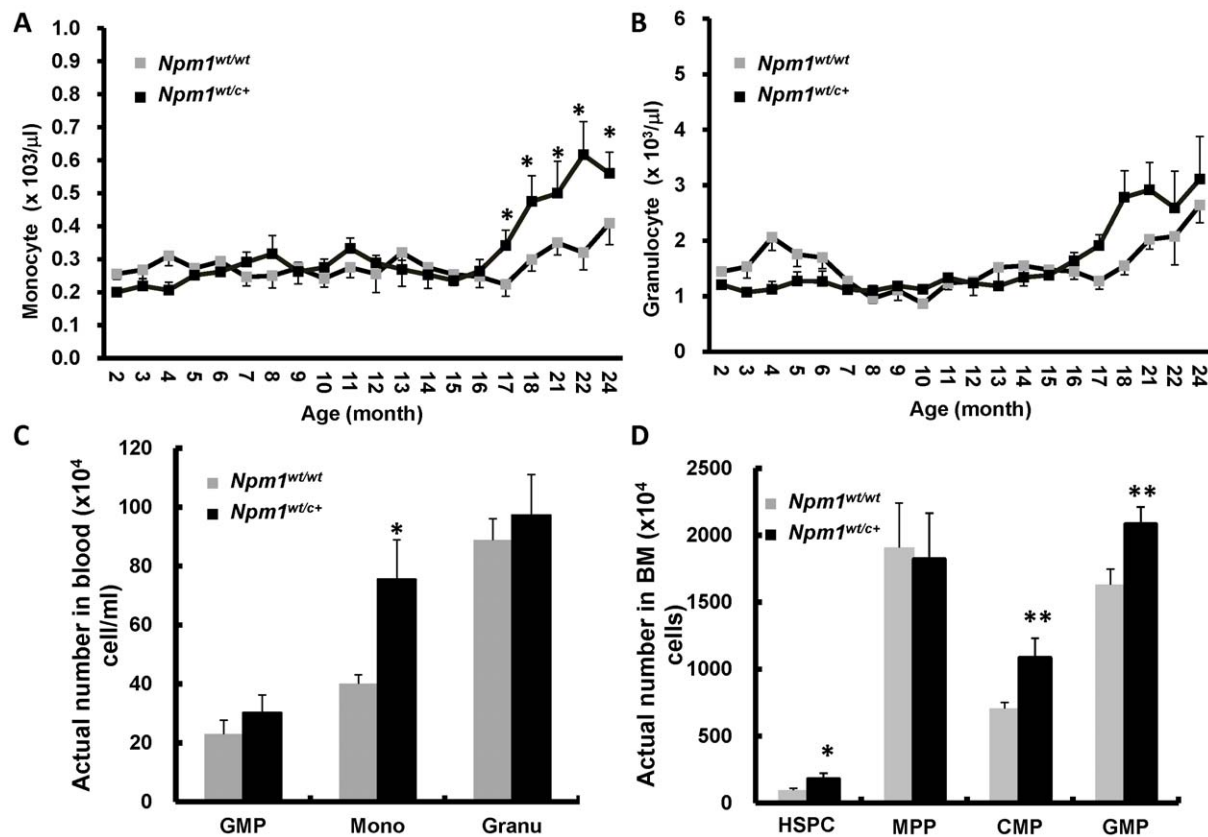 A
1.0
0.9
0.8
0.7
0.6
0.5
0.4
0.3
0.2
0.1
0.0
Monocyte (x 103/µl)
Npm1wt/wt
Npm1wt/c+
* * * * *
2 3 4 5 6 7 8 9 10 11 12 13 14 15 16 17 18 21 22 24
Age (month)
B
6
5
4
3
2
1
0
Granulocyte (x 10³/µl)
Npm1wt/wt
Npm1wt/c+
2 3 4 5 6 7 8 9 10 11 12 13 14 15 16 17 18 21 22 24
Age (month)
C
120
100
80
60
40
20
0
Actual number in blood (x10⁴
cell/ml)
Npm1wt/wt
Npm1wt/c+
*
GMP Mono Granu
D
2500
2000
1500
1000
500
0
Actual number in BM (x10⁴
cells)
Npm1wt/wt
Npm1wt/c+
* ** **
HSPC MPP CMP GMP